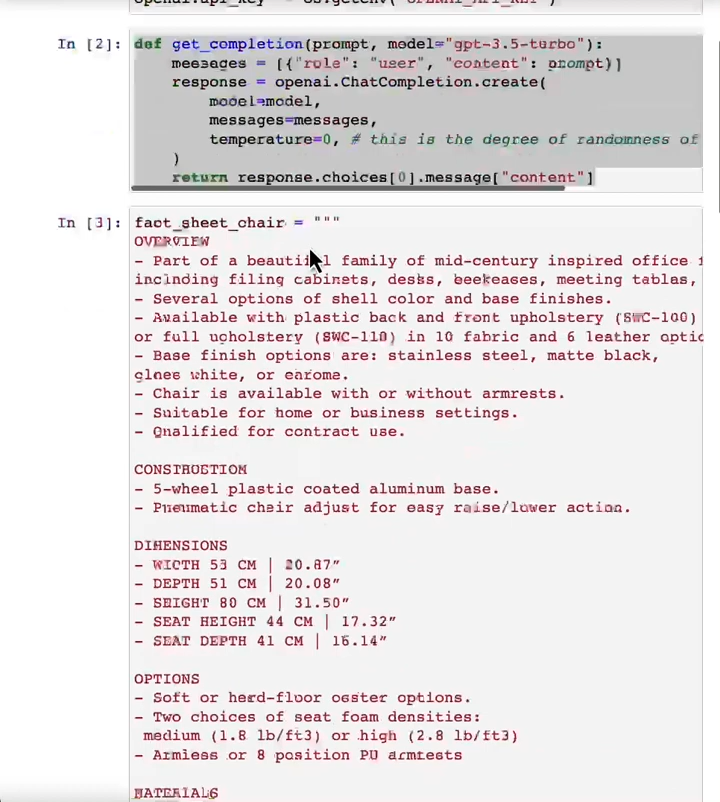 openai.api_key = os.getenv('OPENAI_API_KEY')
In [2]: def get_completion(prompt, model="gpt-3.5-turbo"):
messages = [{"role": "user", "content": prompt}]
response = openai.ChatCompletion.create(
model=model,
messages=messages,
temperature=0, # this is the degree of randomness of
)
return response.choices[0].message["content"]
In [3]: fact_sheet_chair = """
OVERVIEW
- Part of a beautiful family of mid-century inspired office f
including filing cabinets, desks, bookcases, meeting tables,
- Several options of shell color and base finishes.
- Available with plastic back and front upholstery (SWC-100)
or full upholstery (SWC-110) in 10 fabric and 6 leather optio
- Base finish options are: stainless steel, matte black,
gloss white, or chrome.
- Chair is available with or without armrests.
- Suitable for home or business settings.
- Qualified for contract use.
CONSTRUCTION
- 5-wheel plastic coated aluminum base.
- Pneumatic chair adjust for easy raise/lower action.
DIMENSIONS
- WIDTH 53 CM | 20.87”
- DEPTH 51 CM | 20.08”
- HEIGHT 80 CM | 31.50”
- SEAT HEIGHT 44 CM | 17.32”
- SEAT DEPTH 41 CM | 16.14”
OPTIONS
- Soft or hard-floor caster options.
- Two choices of seat foam densities:
medium (1.8 lb/ft3) or high (2.8 lb/ft3)
- Armless or 8 position PU armrests
MATERIALS